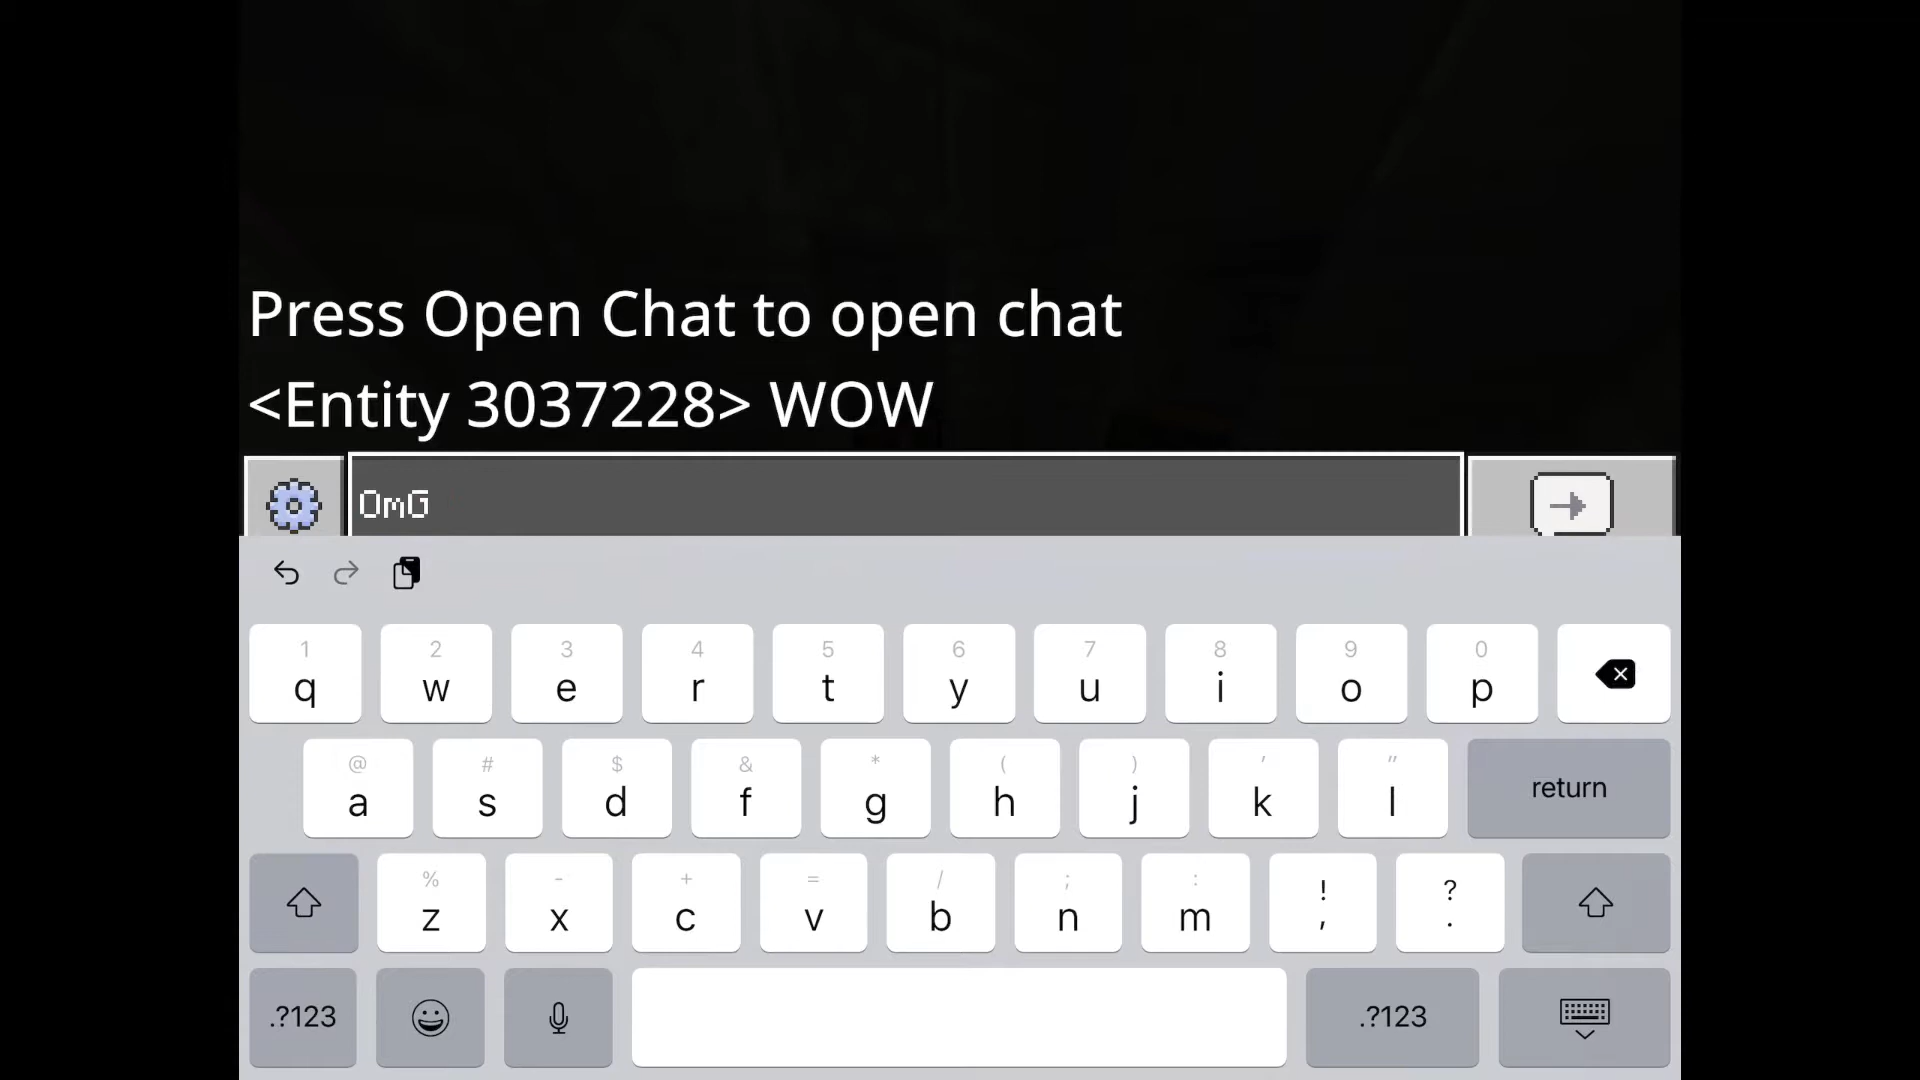 Press Open Chat to open chat
<Entity 3037228> WOW
OmG
1 2 3 4 5 6 7 8 9 0
q w e r t y u i o p
@ # $ & * ( ) ' "
a s d f g h j k l return
% - + = / ; : ! ?
z x c v b n m , .
.?123 .?123